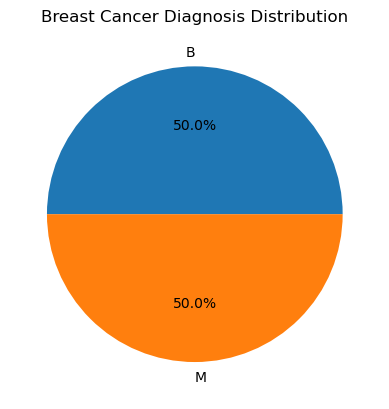 Breast Cancer Diagnosis Distribution
B
50.0%
50.0%
M